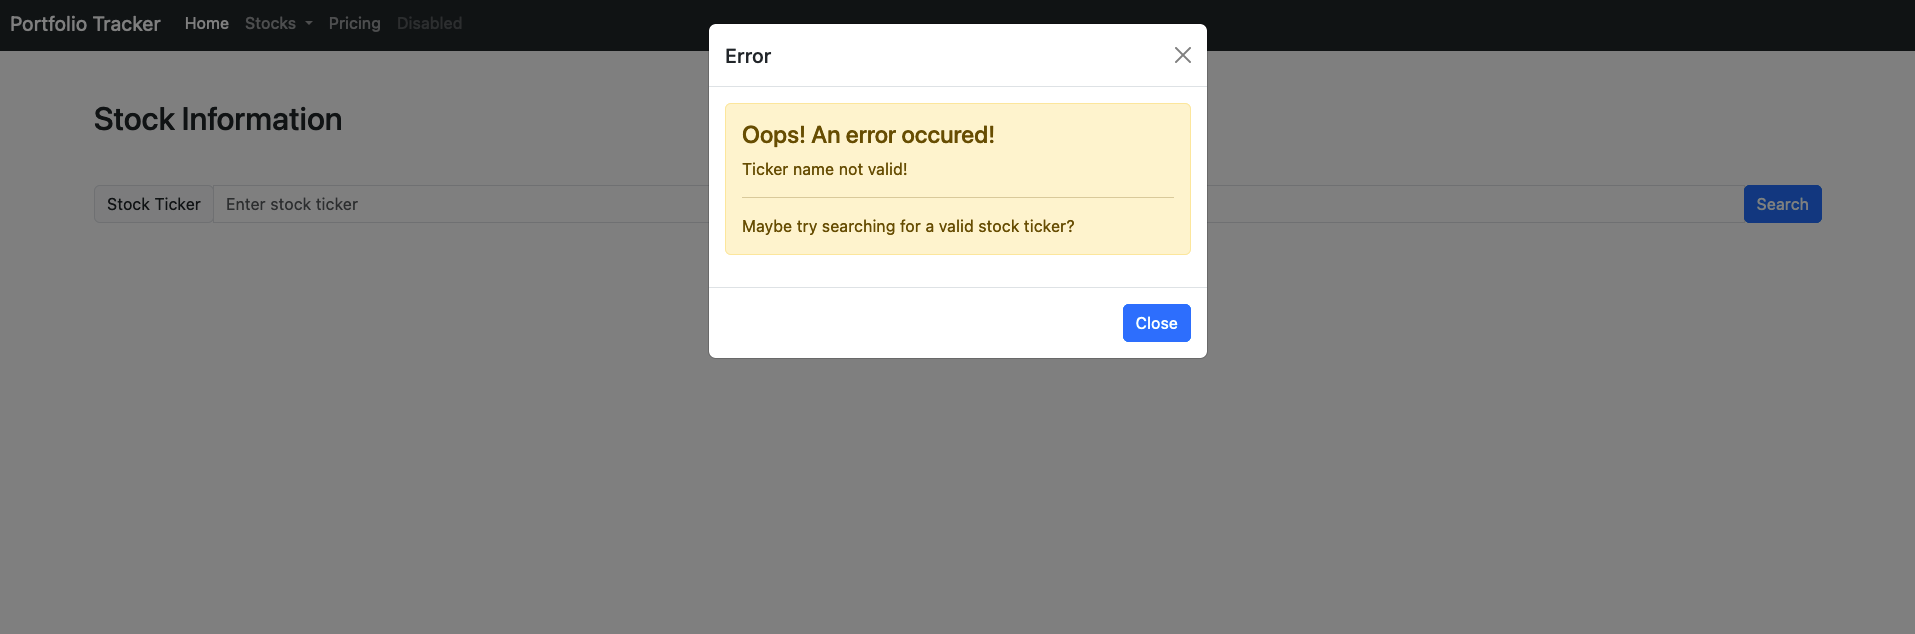 Portfolio Tracker Home Stocks Pricing Disabled
Error
Stock Information
Oops! An error occured!
Ticker name not valid!
Stock Ticker Enter stock ticker Search
Maybe try searching for a valid stock ticker?
Close